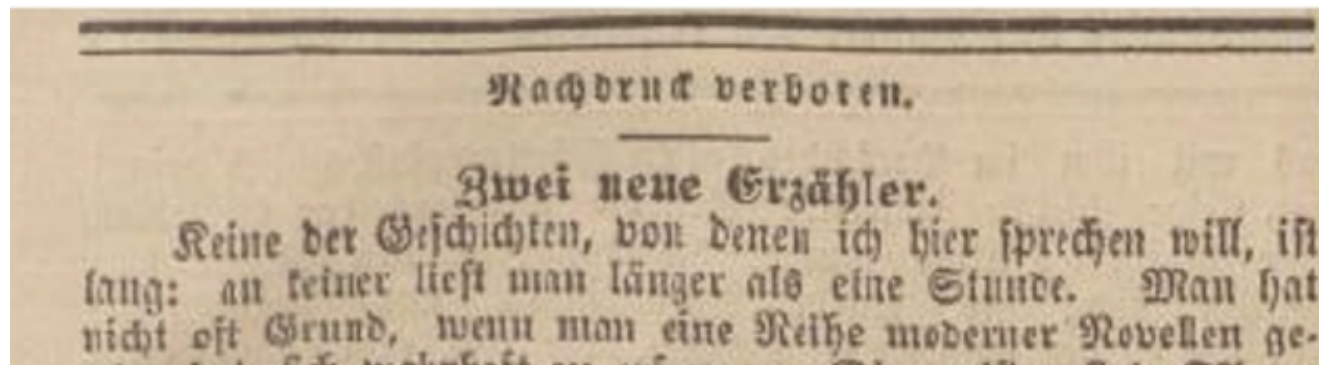 Nachdruck verboten.
Zwei neue Erzähler.
Keine der Geſchichten, von denen ich hier ſprechen will, iſt
lang: an keiner lieſt man länger als eine Stunde. Man hat
nicht oft Grund, wenn man eine Reihe moderner Novellen ge-